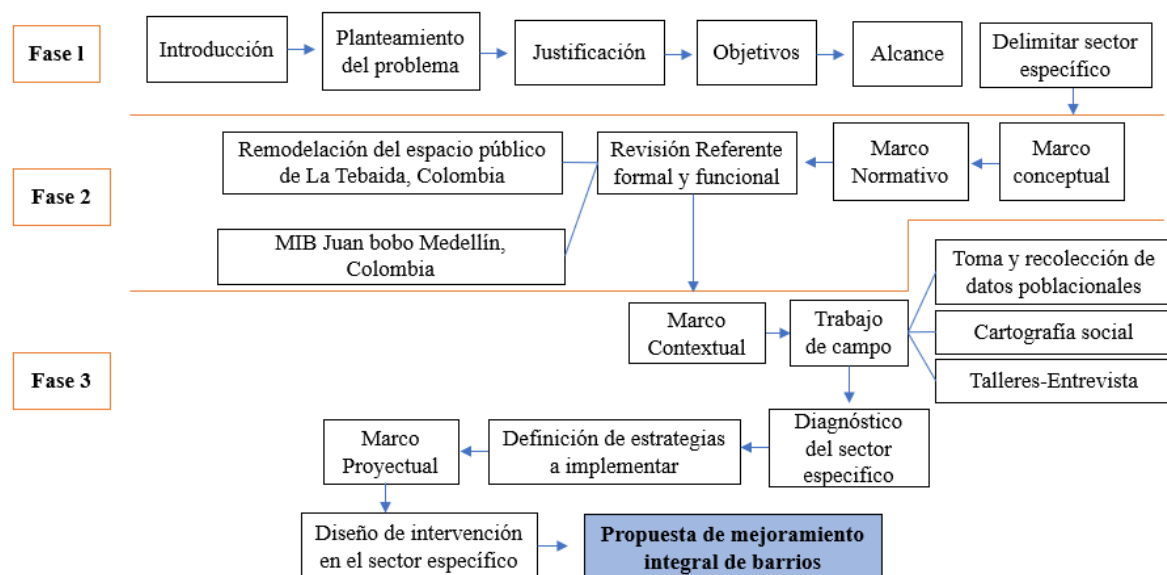 Fase l
Introducción
Planteamiento
del problema
Justificación
Objetivos
Alcance
Delimitar sector
específico
Fase 2
Remodelación del espacio público
de La Tebaida, Colombia
MIB Juan bobo Medellín,
Colombia
Revisión Referente
formal y funcional
Marco
Normativo
Marco
conceptual
Fase 3
Marco
Contextual
Trabajo
de campo
Toma y recolección de
datos poblacionales
Cartografía social
Talleres-Entrevista
Marco
Proyectual
Definición de estrategias
a implementar
Diagnóstico
del sector
especifico
Diseño de intervención
en el sector específico
Propuesta de mejoramiento
integral de barrios